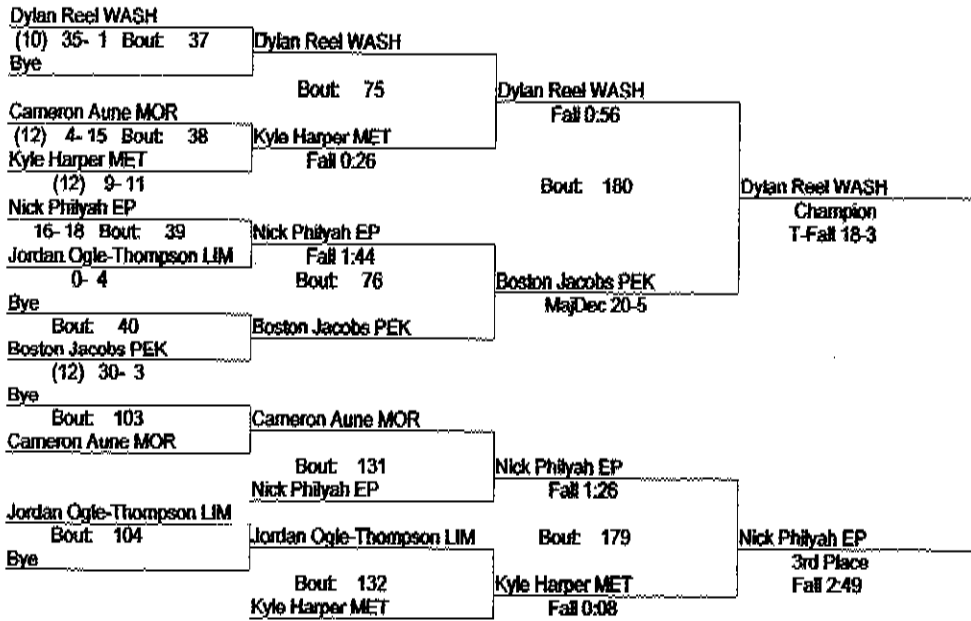 Dylan Reel WASH
(10) 35- 1 Bout: 37
Bye
Dylan Reel WASH
Bout: 75
Cameron Aune MOR
(12) 4- 15 Bout: 38
Kyle Harper MET
(12) 9- 11
Kyle Harper MET
Fall 0:26
Dylan Reel WASH
Fall 0:56
Nick Philyah EP
16- 18 Bout: 39
Jordan Ogle-Thompson LIM
0- 4
Nick Philyah EP
Fall 1:44
Bout: 76
Bye
Bout: 40
Boston Jacobs PEK
(12) 30- 3
Boston Jacobs PEK
Boston Jacobs PEK
MajDec 20-5
Bout: 180
Dylan Reel WASH
Champion
T-Fall 18-3
Bye
Bout: 103
Cameron Aune MOR
Cameron Aune MOR
Bout: 131
Nick Philyah EP
Nick Philyah EP
Fall 1:26
Jordan Ogle-Thompson LIM
Bout: 104
Bye
Jordan Ogle-Thompson LIM
Bout: 132
Kyle Harper MET
Kyle Harper MET
Fall 0:08
Bout: 179
Nick Philyah EP
3rd Place
Fall 2:49